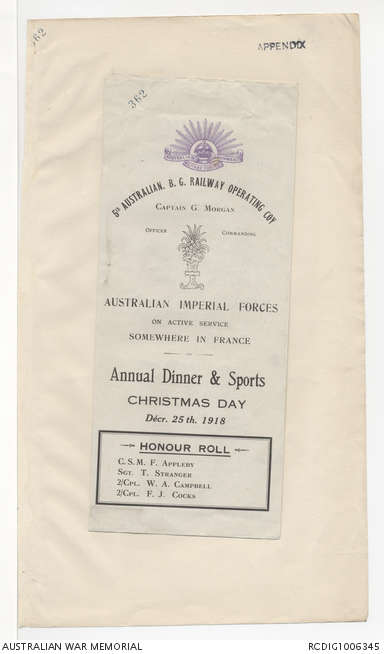 362
APPENDIX
362
5th AUSTRALIAN. B. G. RAILWAY OPERATING COY
CAPTAIN G. MORGAN
OFFICER COMMANDING
AUSTRALIAN IMPERIAL FORCES
ON ACTIVE SERVICE
SOMEWHERE IN FRANCE
Annual Dinner & Sports
CHRISTMAS DAY
Décr. 25th. 1918
HONOUR ROLL
C.S.M. F. APPLEBY
SGT. T. STRANGER
2/CPL. W. A. CAMPBELL
2/CPL. F. J. COCKS
AUSTRALIAN WAR MEMORIAL
RCDIG1006345